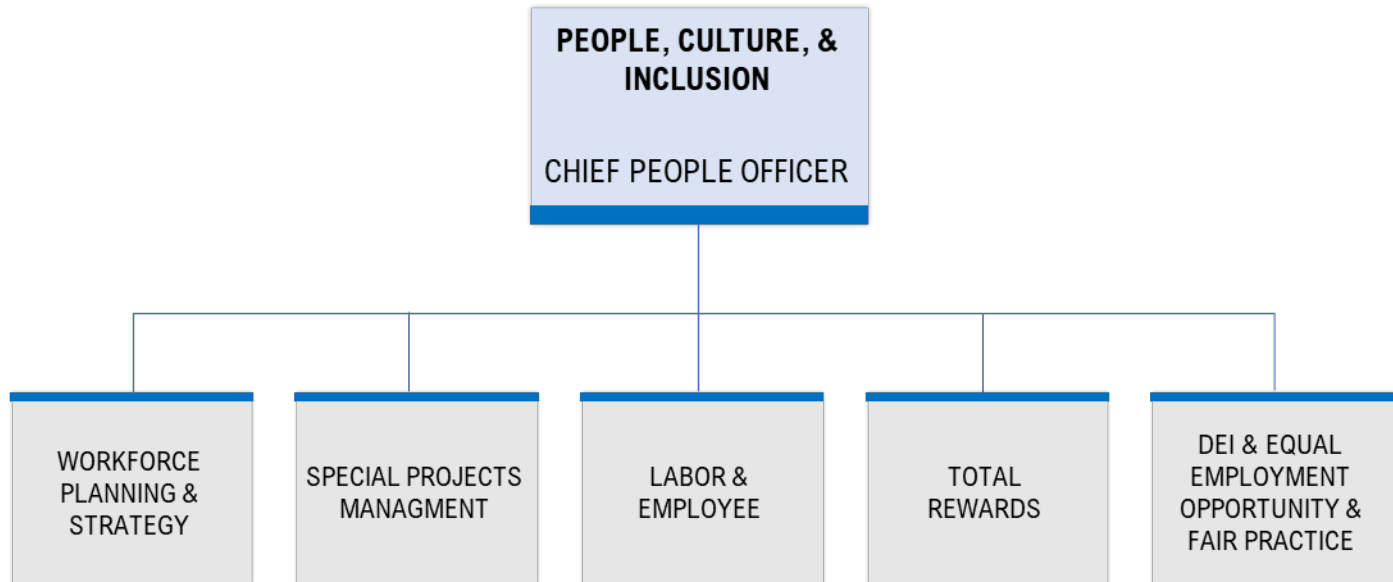 PEOPLE, CULTURE, &
INCLUSION
CHIEF PEOPLE OFFICER
WORKFORCE
PLANNING &
STRATEGY
SPECIAL PROJECTS
MANAGMENT
LABOR &
EMPLOYEE
TOTAL
REWARDS
DEI & EQUAL
EMPLOYMENT
OPPORTUNITY &
FAIR PRACTICE